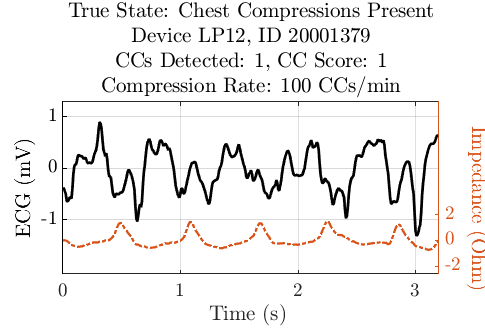 True State: Chest Compressions Present
Device LP12, ID 20001379
CCs Detected: 1, CC Score: 1
Compression Rate: 100 CCs/min
ECG (mV)
1
0
-1
Impedance (Ohm)
2
0
-2
0
1
2
3
Time (s)